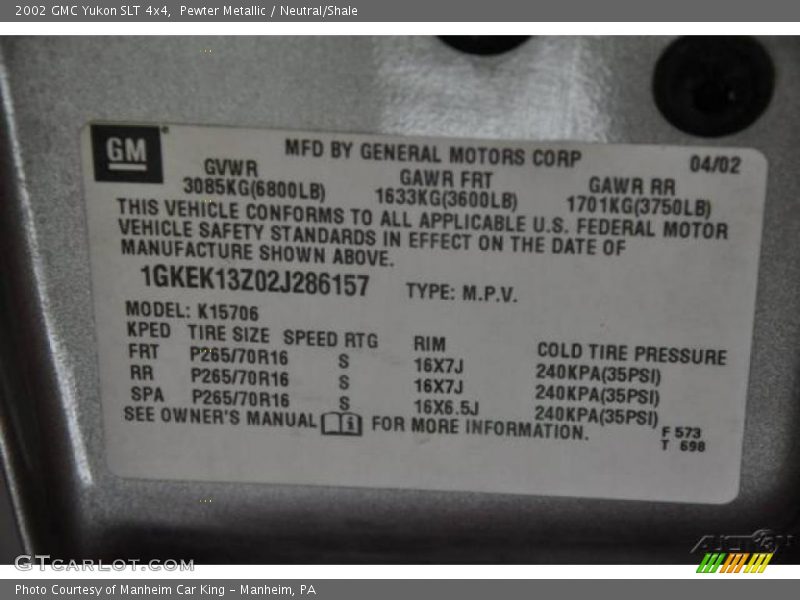 2002 GMC Yukon SLT 4x4, Pewter Metallic / Neutral/Shale
GM
MFD BY GENERAL MOTORS CORP 04/02
GVWR GAWR FRT GAWR RR
3085KG(6800LB) 1633KG(3600LB) 1701KG(3750LB)
THIS VEHICLE CONFORMS TO ALL APPLICABLE U.S. FEDERAL MOTOR
VEHICLE SAFETY STANDARDS IN EFFECT ON THE DATE OF
MANUFACTURE SHOWN ABOVE.
1GKEK13Z02J286157 TYPE: M.P.V.
MODEL: K15706
KPED TIRE SIZE SPEED RTG RIM COLD TIRE PRESSURE
FRT P265/70R16 S 16X7J 240KPA(35PSI)
RR P265/70R16 S 16X7J 240KPA(35PSI)
SPA P265/70R16 S 16X6.5J 240KPA(35PSI)
SEE OWNER'S MANUAL i FOR MORE INFORMATION.
F 573
T 698
GTCarLot.com
Photo Courtesy of Manheim Car King - Manheim, PA